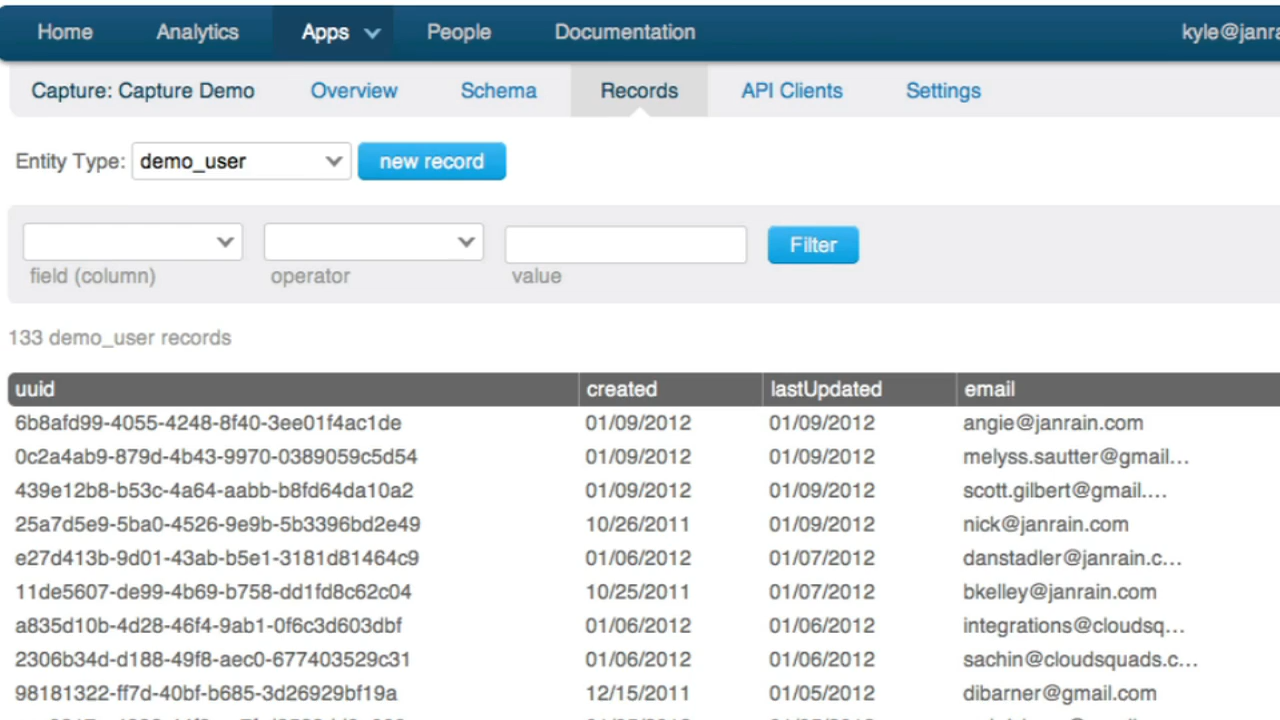 Home Analytics Apps People Documentation kyle@janra
Capture: Capture Demo Overview Schema Records API Clients Settings
Entity Type: demo_user new record
Filter
field (column) operator value
133 demo_user records
uuid created lastUpdated email
6b8afd99-4055-4248-8f40-3ee01f4ac1de 01/09/2012 01/09/2012 angie@janrain.com
0c2a4ab9-879d-4b43-9970-0389059c5d54 01/09/2012 01/09/2012 melyss.sautter@gmail...
439e12b8-b53c-4a64-aabb-b8fd64da10a2 01/09/2012 01/09/2012 scott.gilbert@gmail....
25a7d5e9-5ba0-4526-9e9b-5b3396bd2e49 10/26/2011 01/09/2012 nick@janrain.com
e27d413b-9d01-43ab-b5e1-3181d81464c9 01/06/2012 01/07/2012 danstadler@janrain.c...
11de5607-de99-4b69-b758-dd1fd8c62c04 10/25/2011 01/07/2012 bkelley@janrain.com
a835d10b-4d28-46f4-9ab1-0f6c3d603dbf 01/06/2012 01/06/2012 integrations@cloudsq...
2306b34d-d188-49f8-aec0-677403529c31 01/06/2012 01/06/2012 sachin@cloudsquads.c...
98181322-ff7d-40bf-b685-3d26929bf19a 12/15/2011 01/05/2012 dibarner@gmail.com